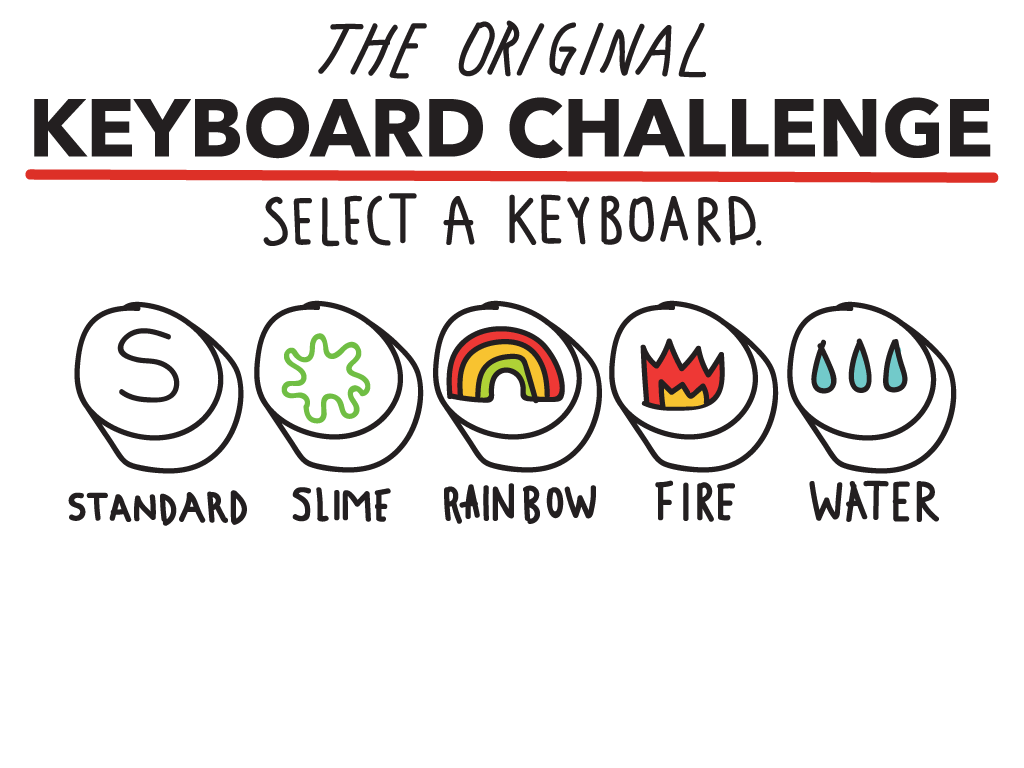 THE ORIGINAL
KEYBOARD CHALLENGE
SELECT A KEYBOARD.
S
STANDARD SLIME RAINBOW FIRE WATER